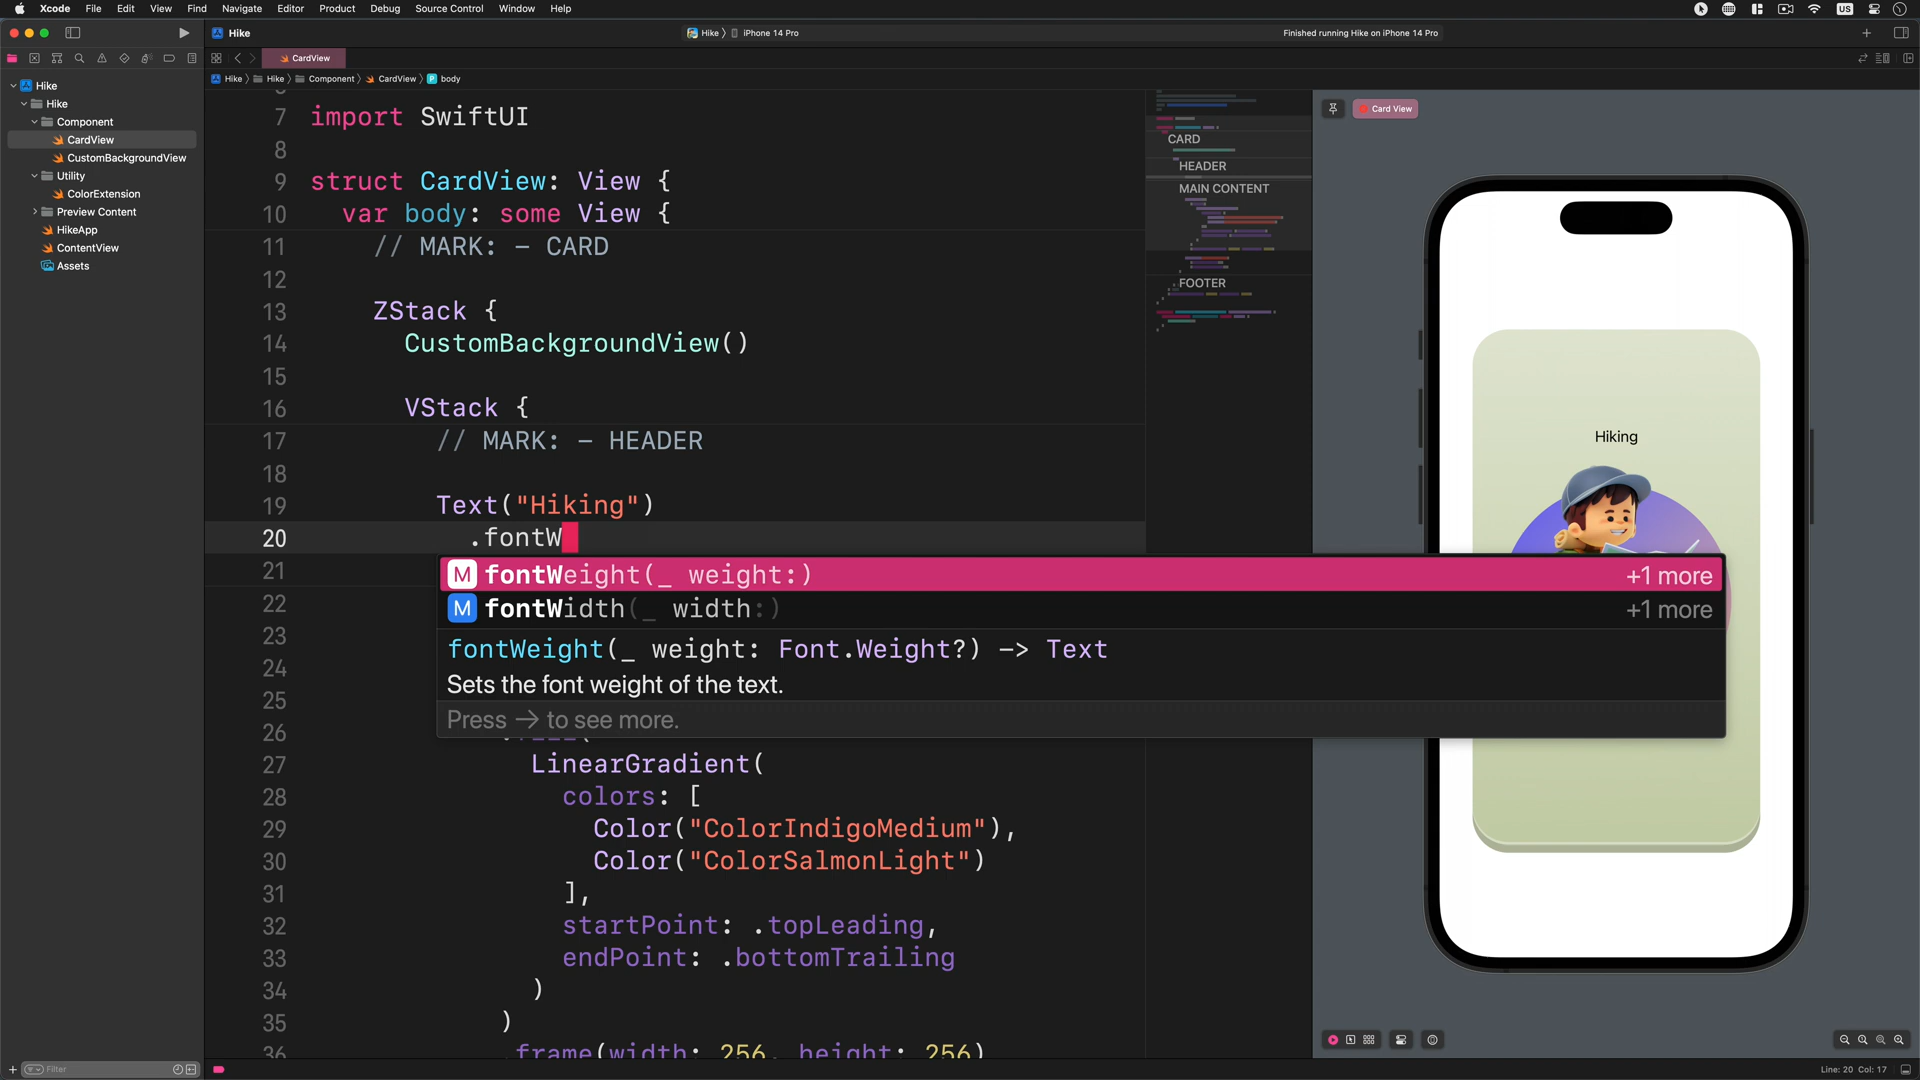 Xcode File Edit View Find Navigate Editor Product Debug Source Control Window Help
US
Hike
Hike 〉 iPhone 14 Pro
Finished running Hike on iPhone 14 Pro
CardView
Hike 〉 Hike 〉 Component 〉 CardView 〉 P body
Hike
Hike
Component
CardView
CustomBackgroundView
Utility
ColorExtension
Preview Content
HikeApp
ContentView
Assets
7 import SwiftUI
8
9 struct CardView: View {
10 var body: some View {
11 // MARK: - CARD
12
13 ZStack {
14 CustomBackgroundView()
15
16 VStack {
17 // MARK: - HEADER
18
19 Text("Hiking")
20 .fontW
21
22
23
24
25
26
27 LinearGradient(
28 colors: [
29 Color("ColorIndigoMedium"),
30 Color("ColorSalmonLight")
31 ],
32 startPoint: .topLeading,
33 endPoint: .bottomTrailing
34 )
35 )
36 .frame(width: 256, height: 256)
M fontWeight(_ weight:) +1 more
M fontWidth(_ width:) +1 more
fontWeight(_ weight: Font.Weight?) -> Text
Sets the font weight of the text.
Press → to see more.
CARD
HEADER
MAIN CONTENT
FOOTER
Card View
Hiking
Filter
Line: 20 Col: 17